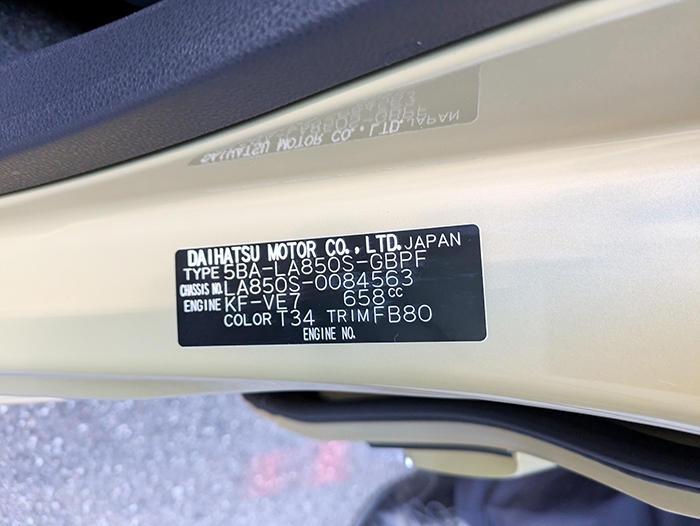 DAIHATSU MOTOR CO., LTD. JAPAN
TYPE 5BA-LA850S-GBPF
CHASSIS NO. LA850S-0084563
ENGINE KF-VE7 658cc
COLOR T34 TRIM FB80
ENGINE NO.